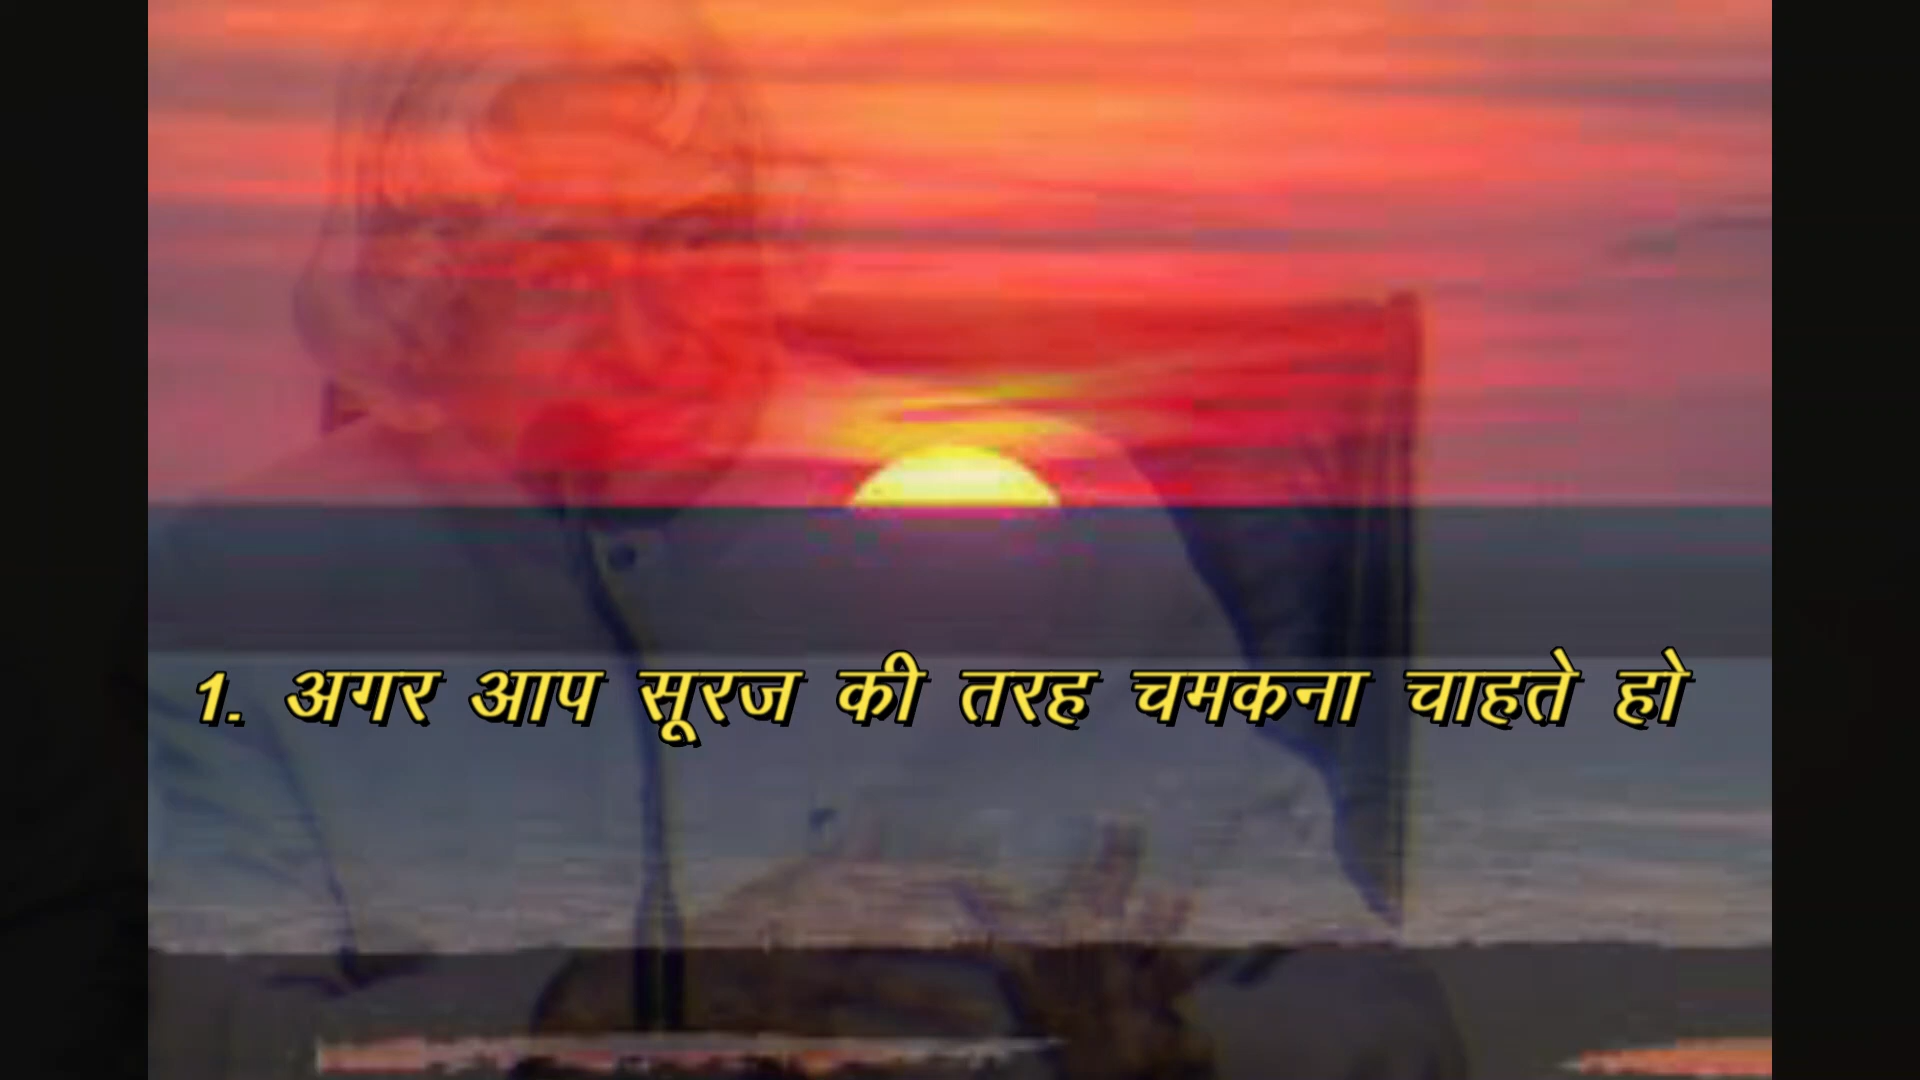 1. अगर आप सूरज की तरह चमकना चाहते हो